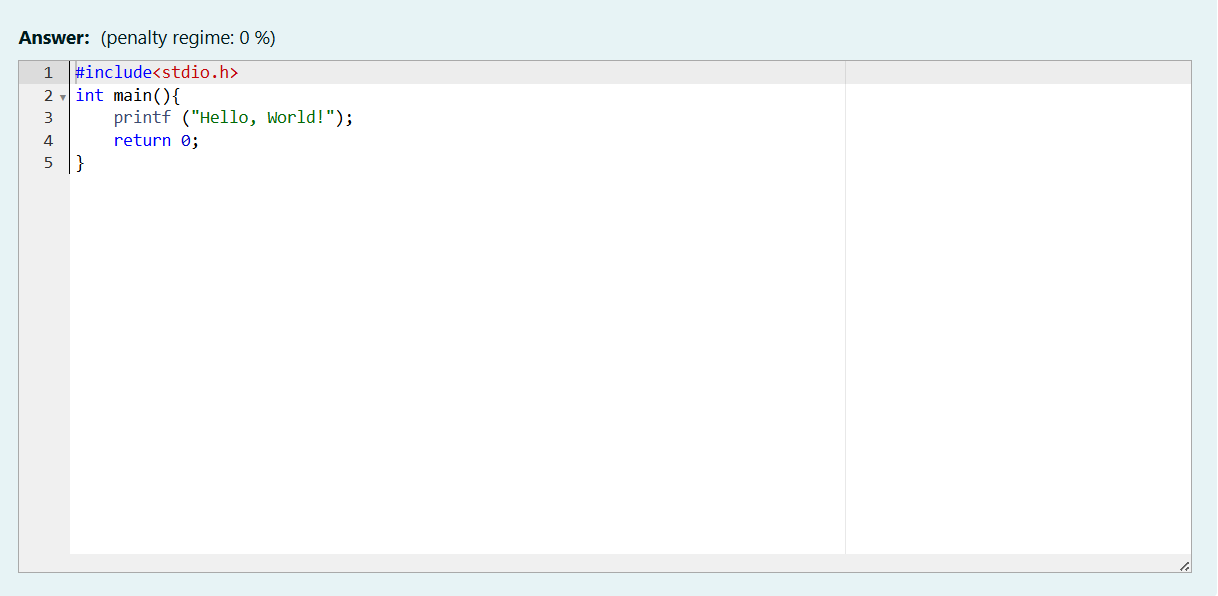 Answer: (penalty regime: 0 %)
1 #include<stdio.h>
2 int main(){
3     printf ("Hello, World!");
4     return 0;
5 }